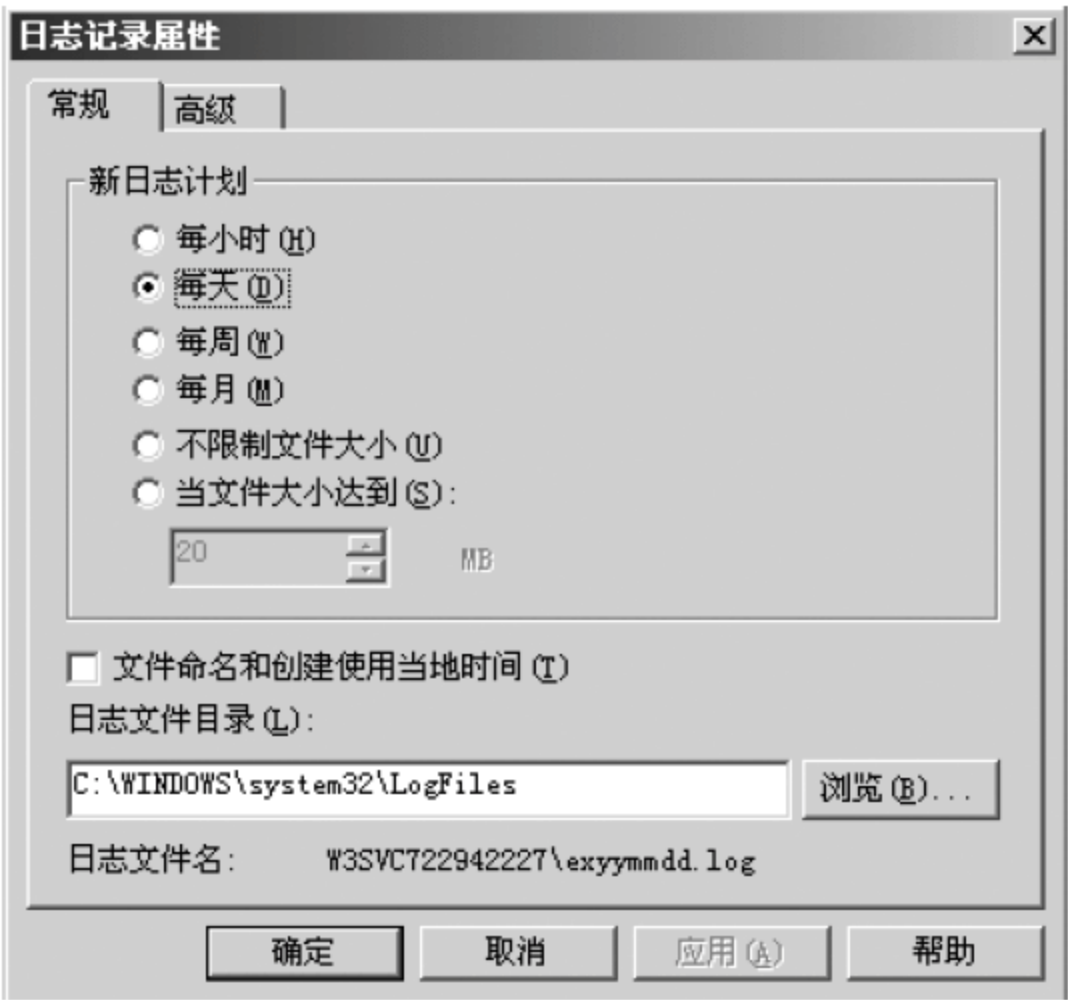 日志记录属性
常规 高级
新日志计划
每小时(H)
每天(D)
每周(W)
每月(M)
不限制文件大小(U)
当文件大小达到(S):
20 MB
文件命名和创建使用当地时间(T)
日志文件目录(L):
C:\WINDOWS\system32\LogFiles 浏览(B)...
日志文件名: W3SVC722942227\exyymmdd.log
确定 取消 应用(A) 帮助